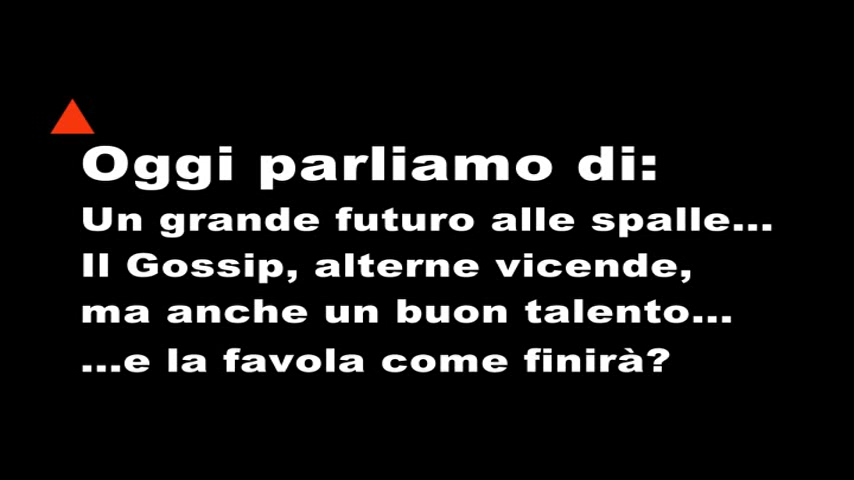 Oggi parliamo di:
Un grande futuro alle spalle...
Il Gossip, alterne vicende,
ma anche un buon talento...
...e la favola come finirà?